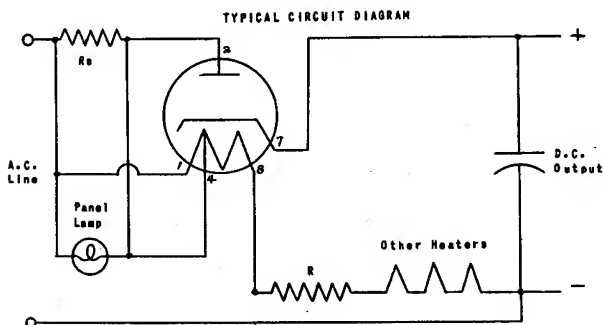 TYPICAL CIRCUIT DIAGRAM
Rs
2
+
7
A.C.
Line
1
4
8
D.C.
Output
Panel
Lamp
Other Heaters
R
−